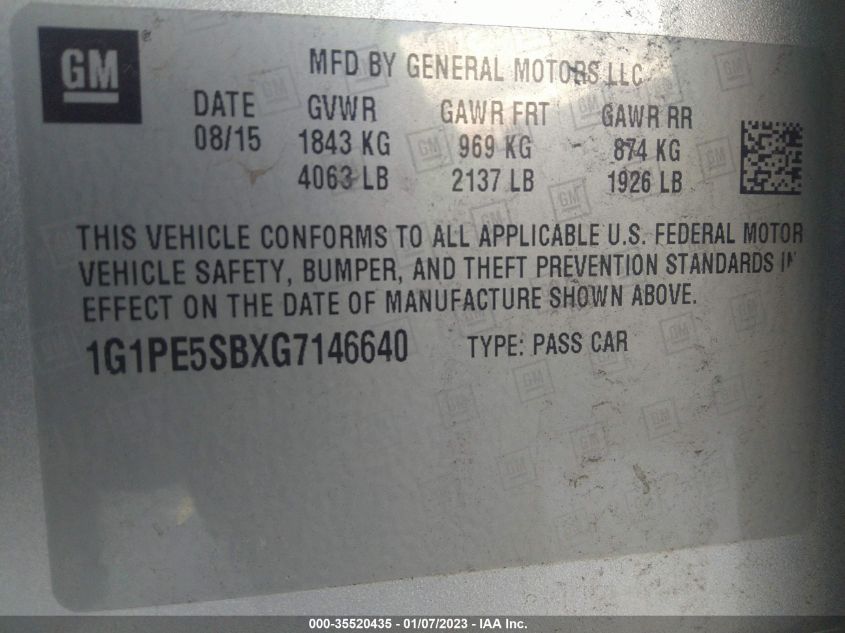 GM
MFD BY GENERAL MOTORS LLC
DATE GVWR GAWR FRT GAWR RR
08/15 1843 KG 969 KG 874 KG
4063 LB 2137 LB 1926 LB
THIS VEHICLE CONFORMS TO ALL APPLICABLE U.S. FEDERAL MOTOR
VEHICLE SAFETY, BUMPER, AND THEFT PREVENTION STANDARDS IN
EFFECT ON THE DATE OF MANUFACTURE SHOWN ABOVE.
1G1PE5SBXG7146640 TYPE: PASS CAR
000-35520435 - 01/07/2023 - IAA Inc.